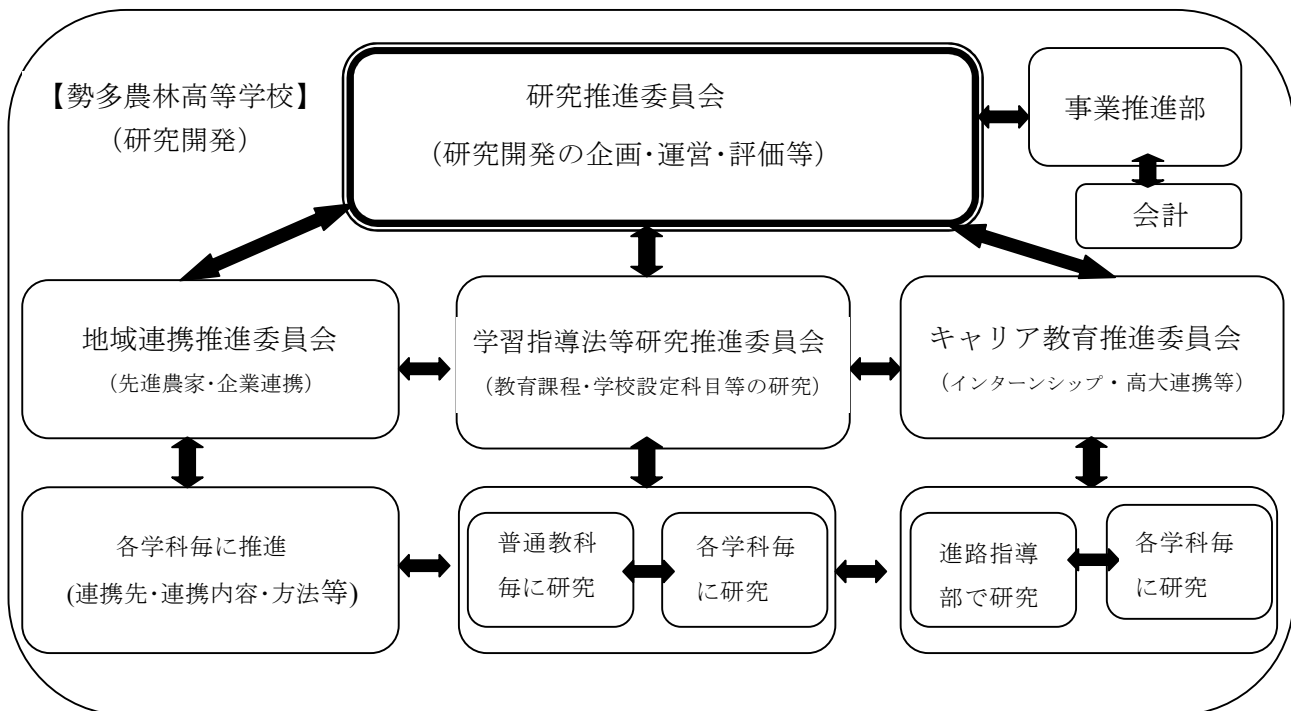 【勢多農林高等学校】
（研究開発）
研究推進委員会
（研究開発の企画･運営･評価等）
事業推進部
会計
地域連携推進委員会
（先進農家･企業連携）
学習指導法等研究推進委員会
（教育課程･学校設定科目等の研究）
キャリア教育推進委員会
（インターンシップ・高大連携等）
各学科毎に推進
(連携先･連携内容･方法等)
普通教科
毎に研究
各学科毎
に研究
進路指導
部で研究
各学科毎
に研究